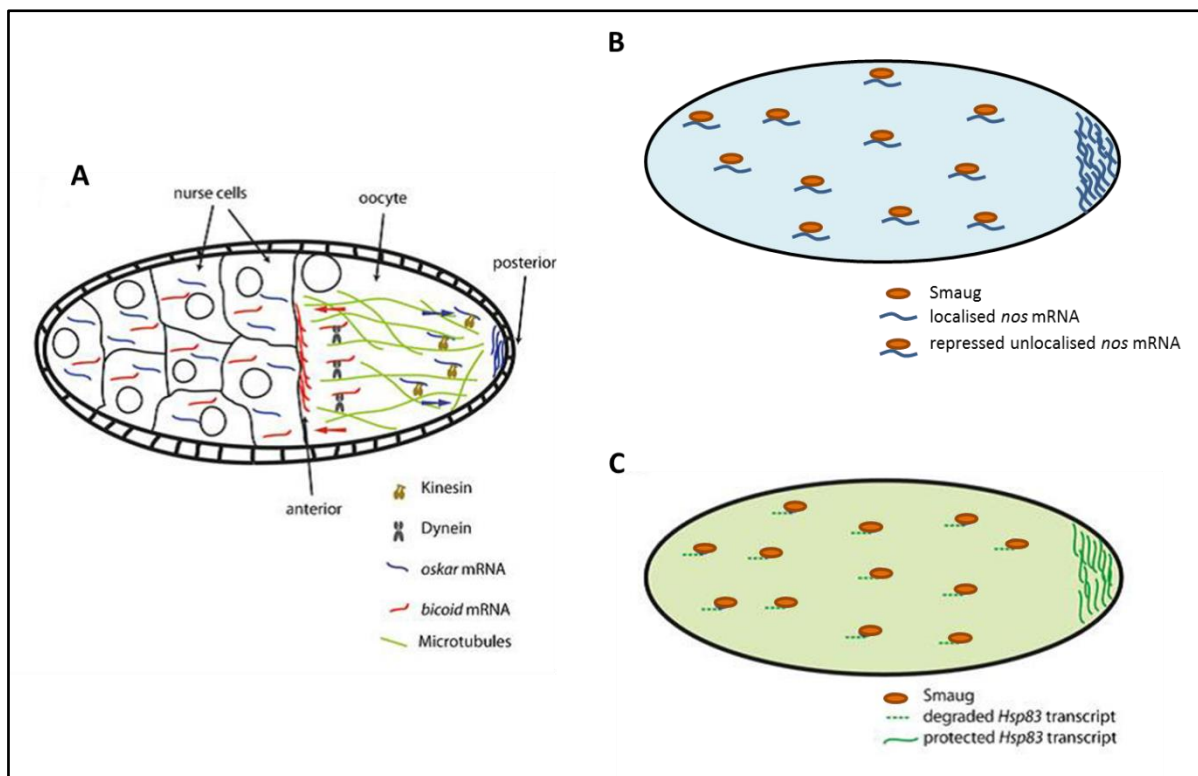 A
nurse cells
oocyte
posterior
anterior
Kinesin
Dynein
oskar mRNA
bicoid mRNA
Microtubules
B
Smaug
localised nos mRNA
repressed unlocalised nos mRNA
C
Smaug
degraded Hsp83 transcript
protected Hsp83 transcript